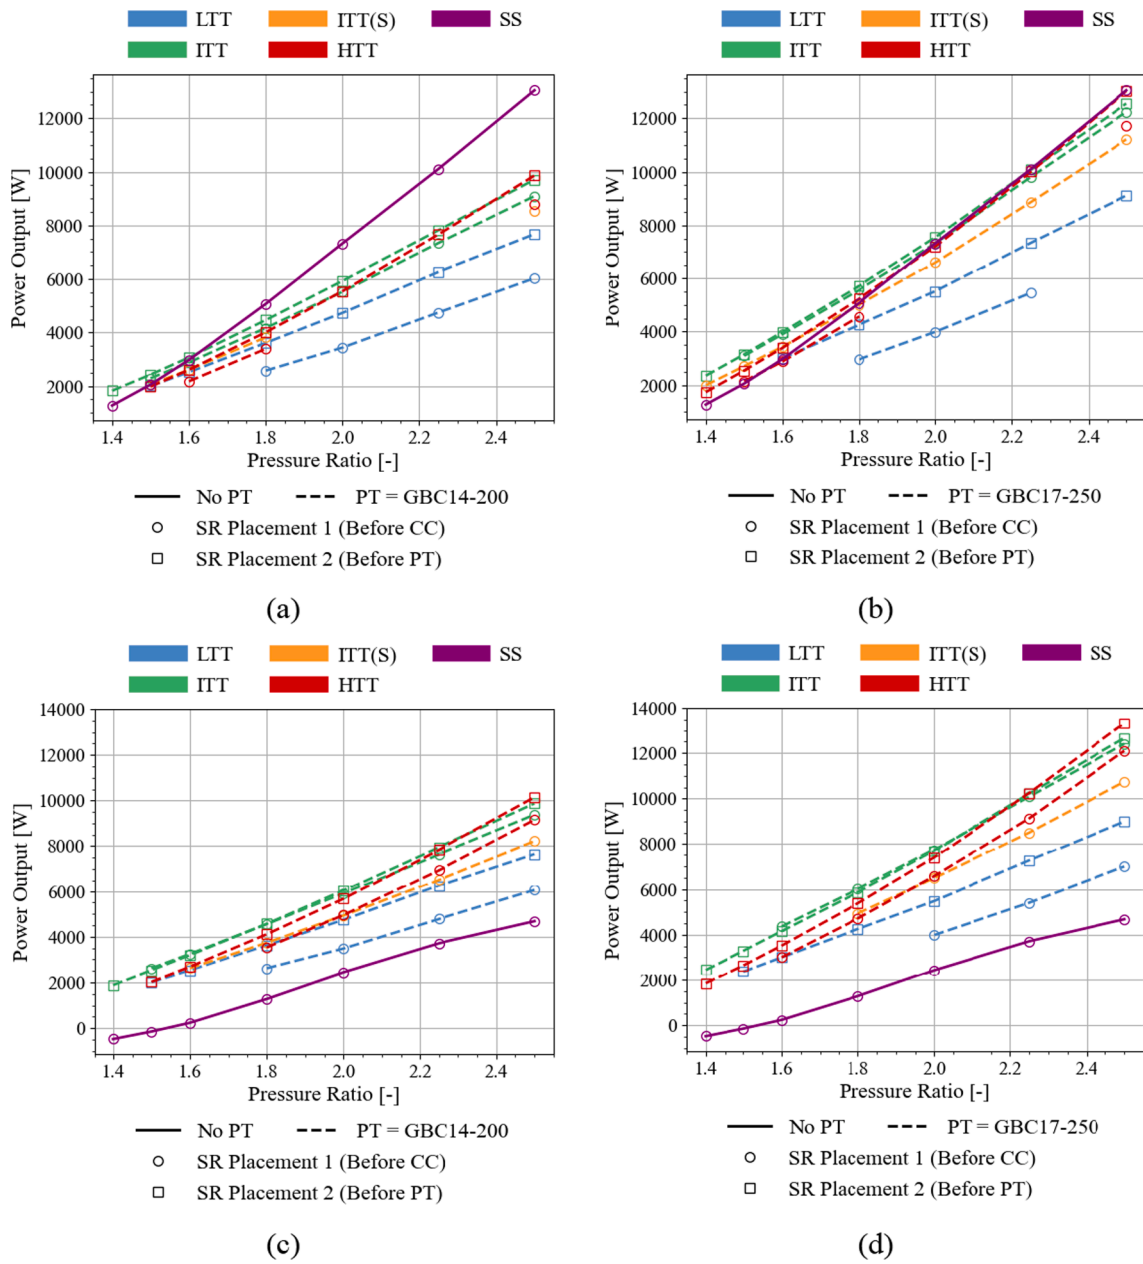 LTT
ITT(S)
SS
ITT
HTT
Power Output [W]
12000
10000
8000
6000
4000
2000
1.4
1.6
1.8
2.0
2.2
2.4
Pressure Ratio [-]
No PT
PT = GBC14-200
SR Placement 1 (Before CC)
SR Placement 2 (Before PT)
(a)
LTT
ITT(S)
SS
ITT
HTT
Power Output [W]
12000
10000
8000
6000
4000
2000
1.4
1.6
1.8
2.0
2.2
2.4
Pressure Ratio [-]
No PT
PT = GBC17-250
SR Placement 1 (Before CC)
SR Placement 2 (Before PT)
(b)
LTT
ITT(S)
SS
ITT
HTT
Power Output [W]
14000
12000
10000
8000
6000
4000
2000
0
1.4
1.6
1.8
2.0
2.2
2.4
Pressure Ratio [-]
No PT
PT = GBC14-200
SR Placement 1 (Before CC)
SR Placement 2 (Before PT)
(c)
LTT
ITT(S)
SS
ITT
HTT
Power Output [W]
14000
12000
10000
8000
6000
4000
2000
0
1.4
1.6
1.8
2.0
2.2
2.4
Pressure Ratio [-]
No PT
PT = GBC17-250
SR Placement 1 (Before CC)
SR Placement 2 (Before PT)
(d)